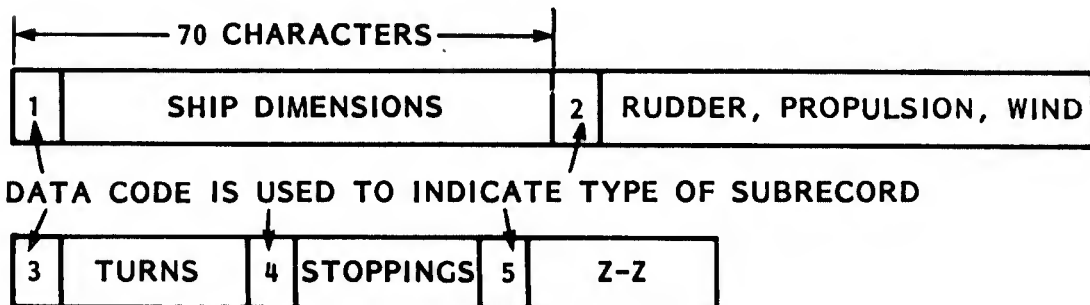 70 CHARACTERS
1 SHIP DIMENSIONS 2 RUDDER, PROPULSION, WIND
DATA CODE IS USED TO INDICATE TYPE OF SUBRECORD
3 TURNS 4 STOPPINGS 5 Z-Z